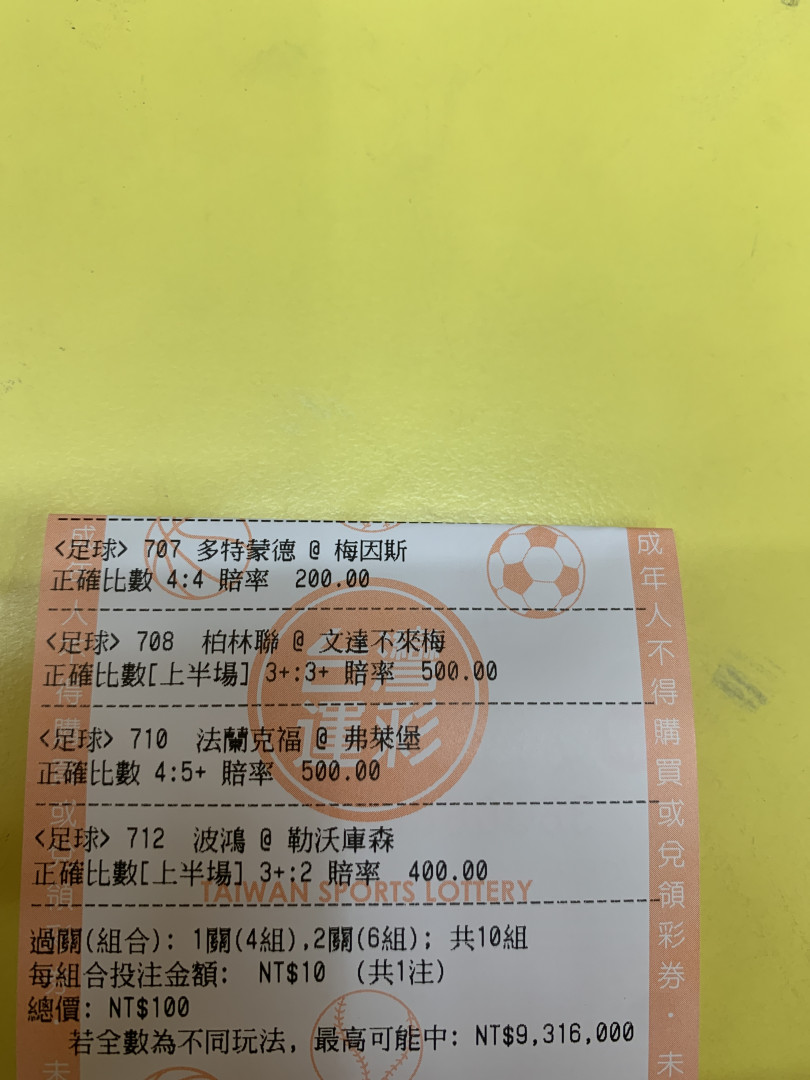 <足球> 707 多特蒙德 @ 梅因斯
正確比數 4:4 賠率 200.00
<足球> 708 柏林聯 @ 文達不來梅
正確比數[上半場] 3+:3+ 賠率 500.00
<足球> 710 法蘭克福 @ 弗萊堡
正確比數 4:5+ 賠率 500.00
<足球> 712 波鴻 @ 勒沃庫森
正確比數[上半場] 3+:2 賠率 400.00
TAIWAN SPORTS LOTTERY
過關(組合): 1關(4組),2關(6組); 共10組
每組合投注金額: NT$10 (共1注)
總價: NT$100
若全數為不同玩法, 最高可能中: NT$9,316,000
台灣
運彩
成年人不得購買或兌領彩券・未